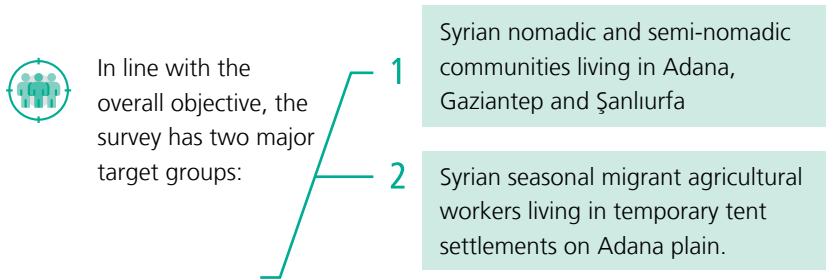 In line with the
overall objective, the
survey has two major
target groups:
1
Syrian nomadic and semi-nomadic
communities living in Adana,
Gaziantep and Şanlıurfa
2
Syrian seasonal migrant agricultural
workers living in temporary tent
settlements on Adana plain.